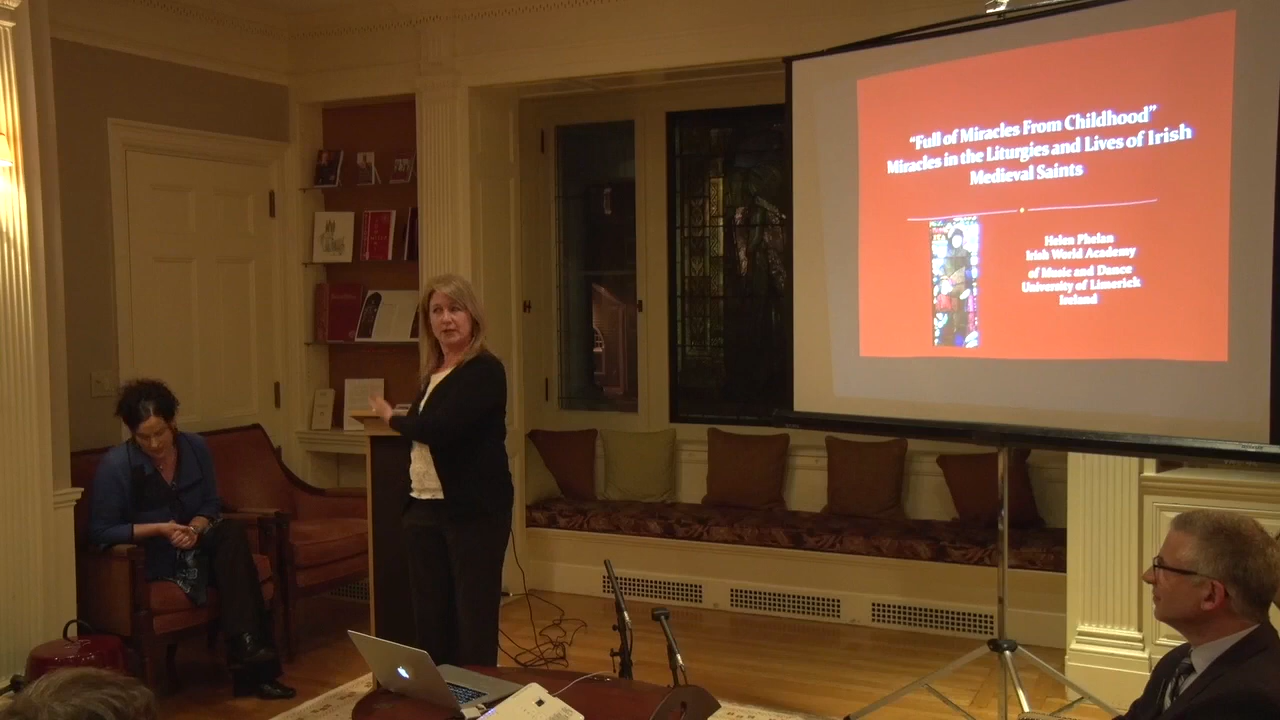 “Full of Miracles From Childhood”
Miracles in the Liturgies and Lives of Irish
Medieval Saints
Helen Phelan
Irish World Academy
of Music and Dance
University of Limerick
Ireland